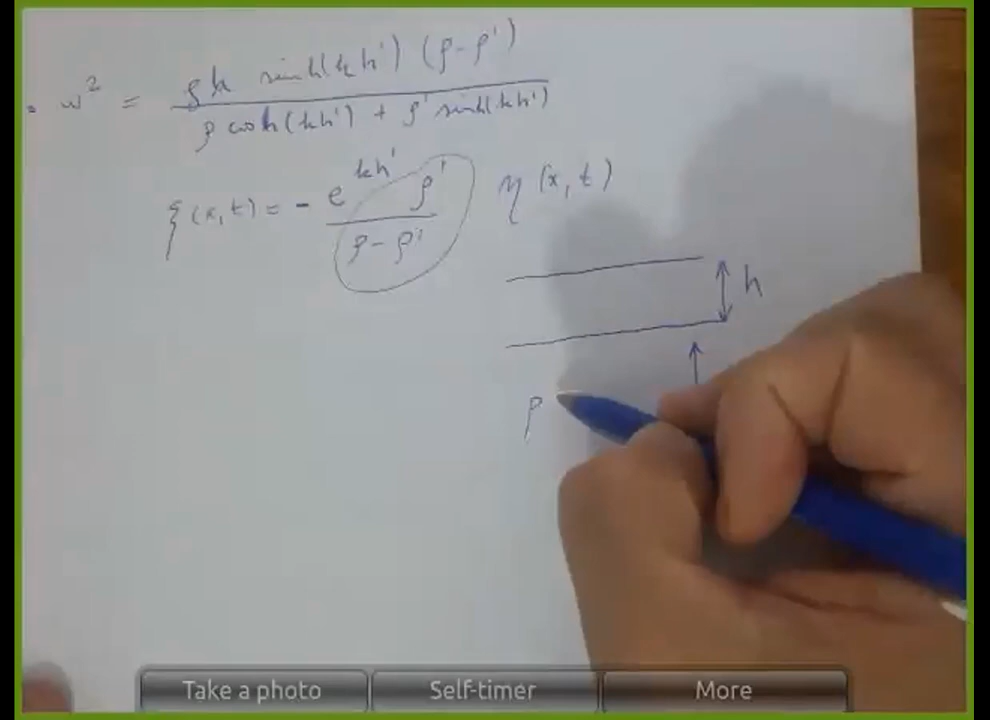 ω² = gk sinh(kh') (ρ-ρ') / ρ cosh(kh') + ρ' sinh(kh')
ξ(x,t) = - e^{kh'} ρ' / ρ-ρ' η(x,t)
h
ρ
Take a photo Self-timer More